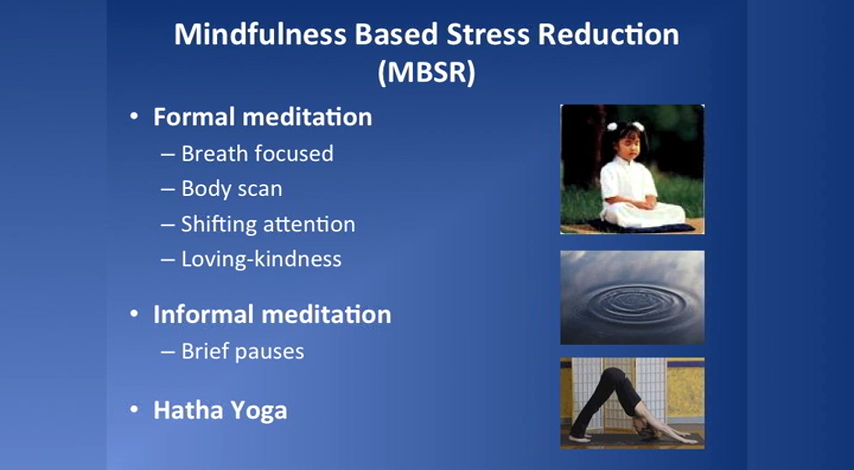 Mindfulness Based Stress Reduction
(MBSR)
• Formal meditation
– Breath focused
– Body scan
– Shifting attention
– Loving-kindness
• Informal meditation
– Brief pauses
• Hatha Yoga